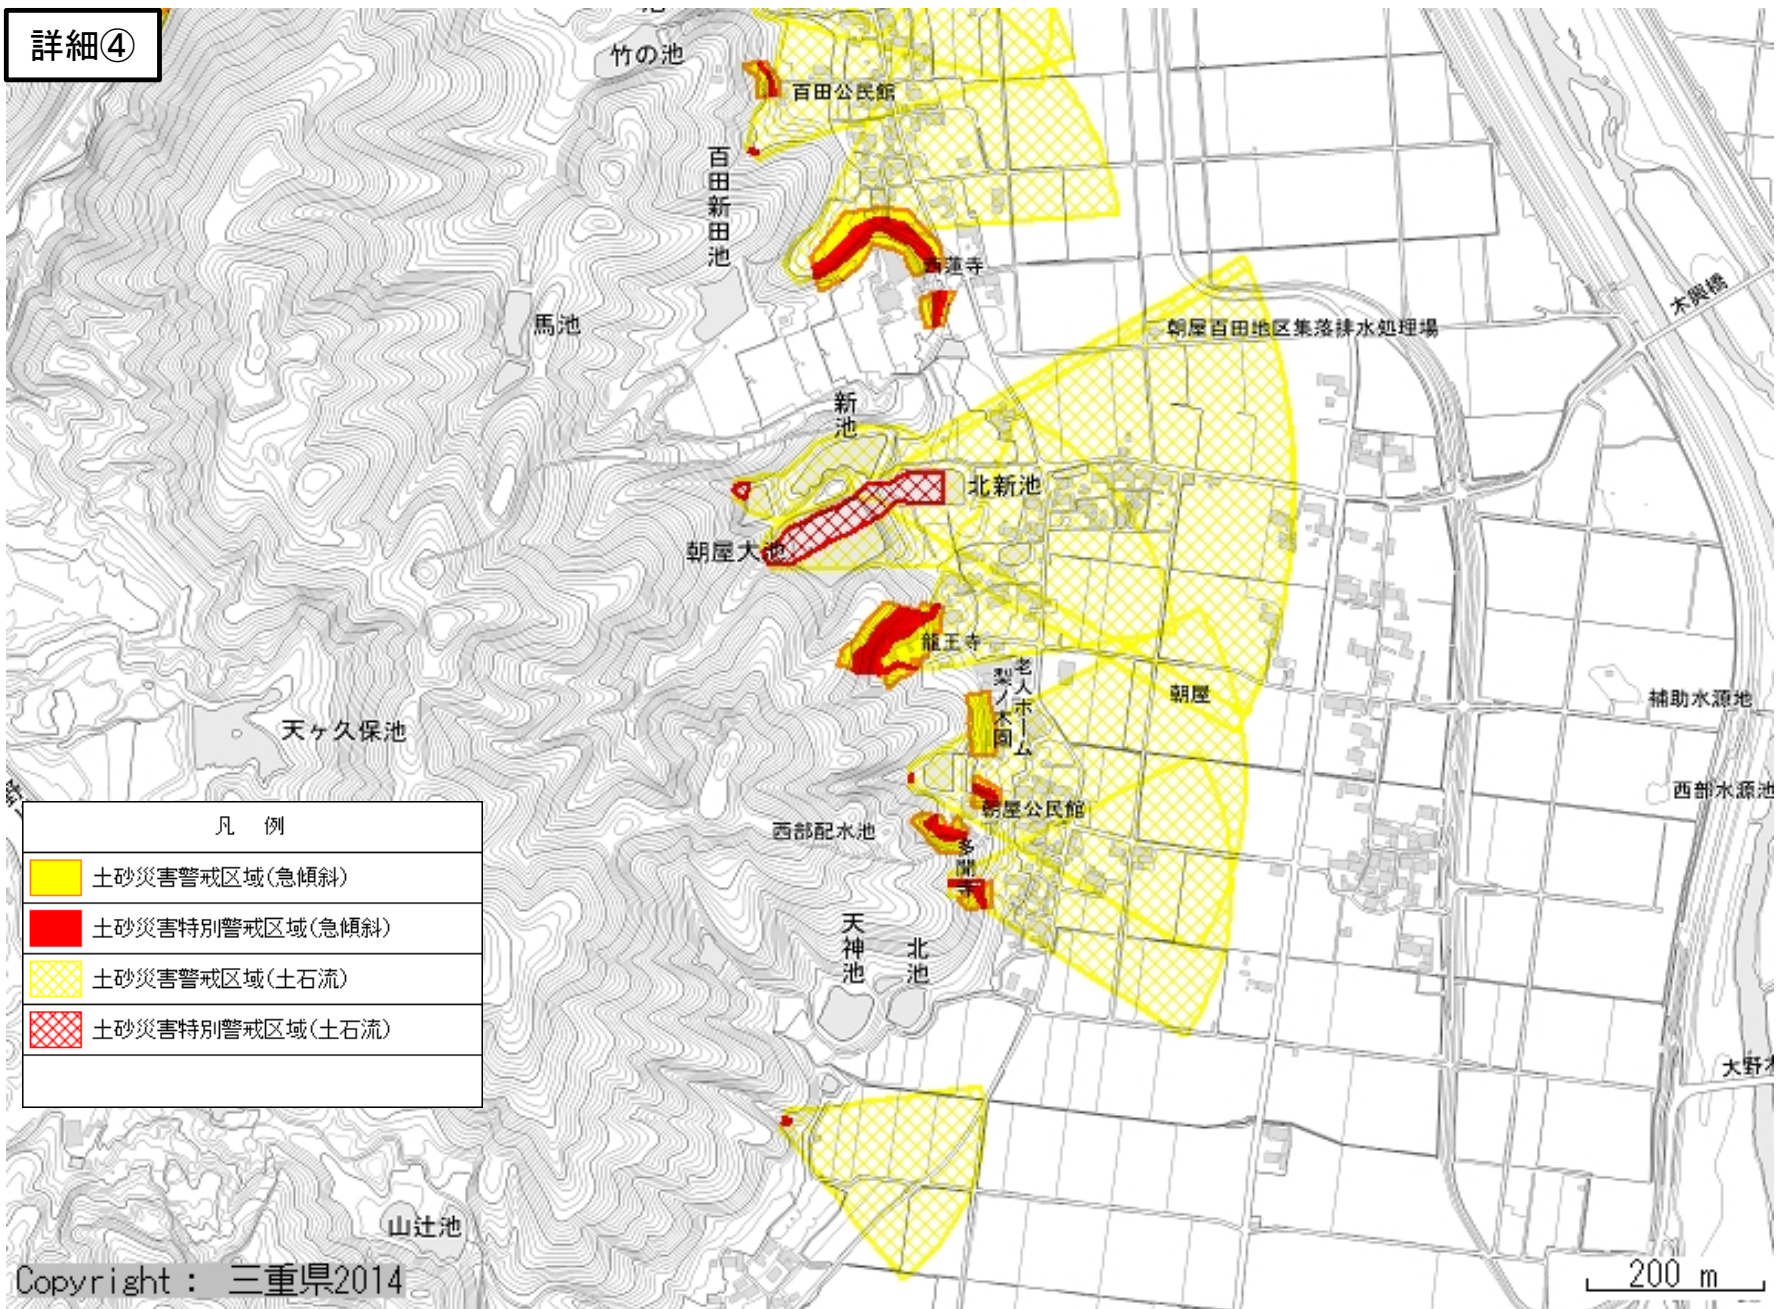 詳細④
竹の池
百田公民館
百田新田池
西蓮寺
木興橋
馬池
朝屋百田地区集落排水処理場
新池
北新池
朝屋大池
龍王寺
老人ホーム
梨ノ木園
朝屋
補助水源地
天ヶ久保池
西部水源池
朝屋公民館
西部配水池
多聞寺
凡 例
土砂災害警戒区域(急傾斜)
土砂災害特別警戒区域(急傾斜)
土砂災害警戒区域(土石流)
土砂災害特別警戒区域(土石流)
天神池
北池
大野木
山辻池
Copyright : 三重県2014
200 m